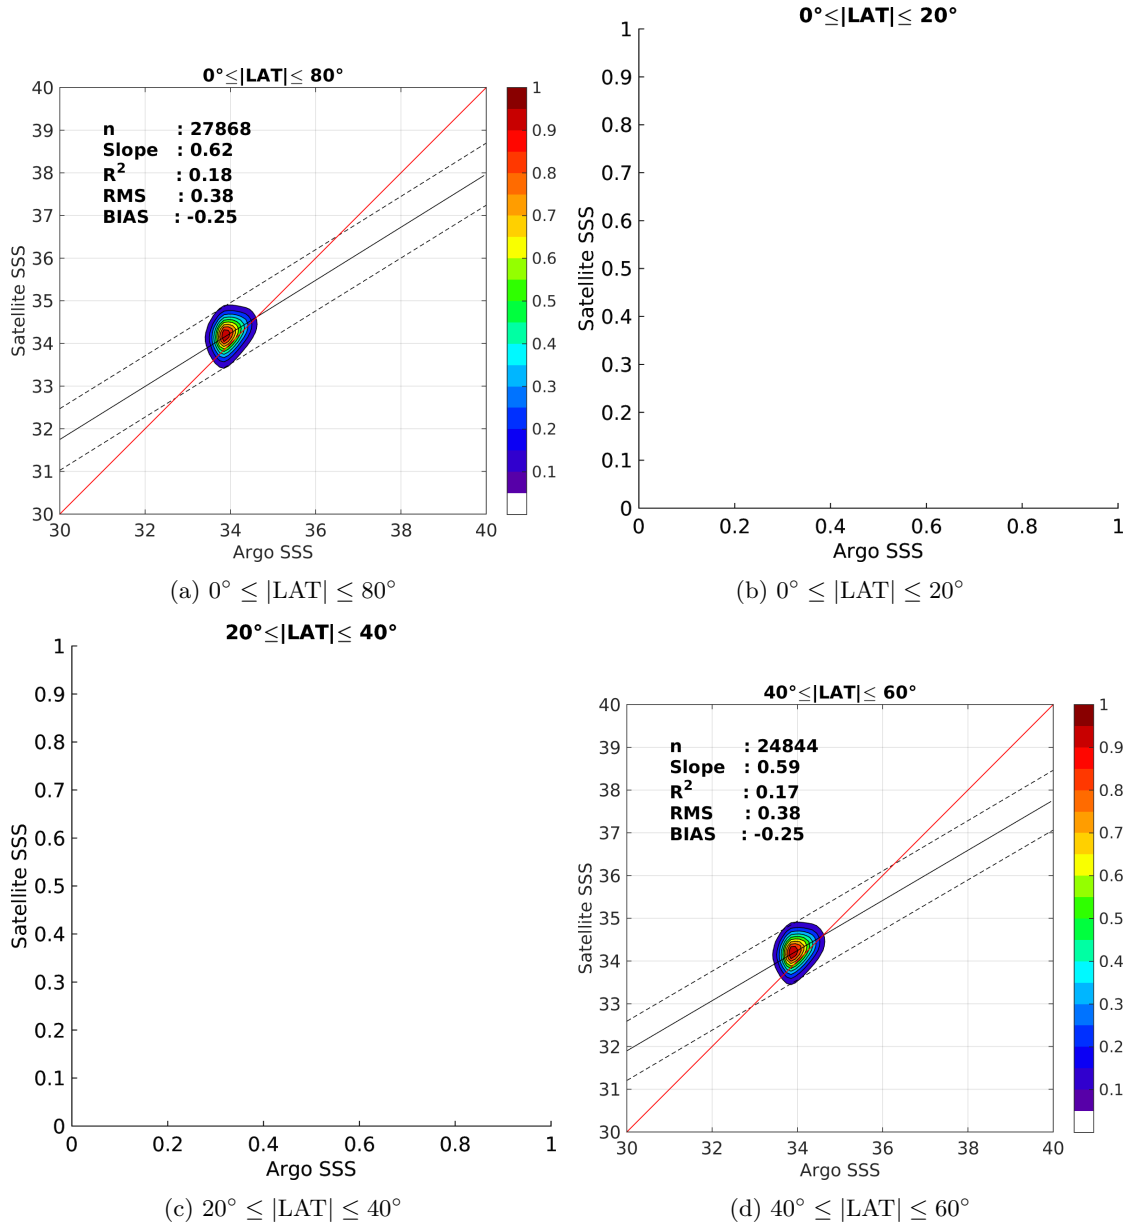 0°≤|LAT|≤ 80°
40
39
38
37
36
35
34
33
32
31
30
30 32 34 36 38 40
n : 27868
Slope : 0.62
R² : 0.18
RMS : 0.38
BIAS : -0.25
Satellite SSS
Argo SSS
1
0.9
0.8
0.7
0.6
0.5
0.4
0.3
0.2
0.1
(a) 0° ≤ |LAT| ≤ 80°
0°≤|LAT|≤ 20°
1
0.9
0.8
0.7
0.6
0.5
0.4
0.3
0.2
0.1
0
0 0.2 0.4 0.6 0.8 1
Satellite SSS
Argo SSS
(b) 0° ≤ |LAT| ≤ 20°
20°≤|LAT|≤ 40°
1
0.9
0.8
0.7
0.6
0.5
0.4
0.3
0.2
0.1
0
0 0.2 0.4 0.6 0.8 1
Satellite SSS
Argo SSS
(c) 20° ≤ |LAT| ≤ 40°
40°≤|LAT|≤ 60°
40
39
38
37
36
35
34
33
32
31
30
30 32 34 36 38 40
n : 24844
Slope : 0.59
R² : 0.17
RMS : 0.38
BIAS : -0.25
Satellite SSS
Argo SSS
1
0.9
0.8
0.7
0.6
0.5
0.4
0.3
0.2
0.1
(d) 40° ≤ |LAT| ≤ 60°